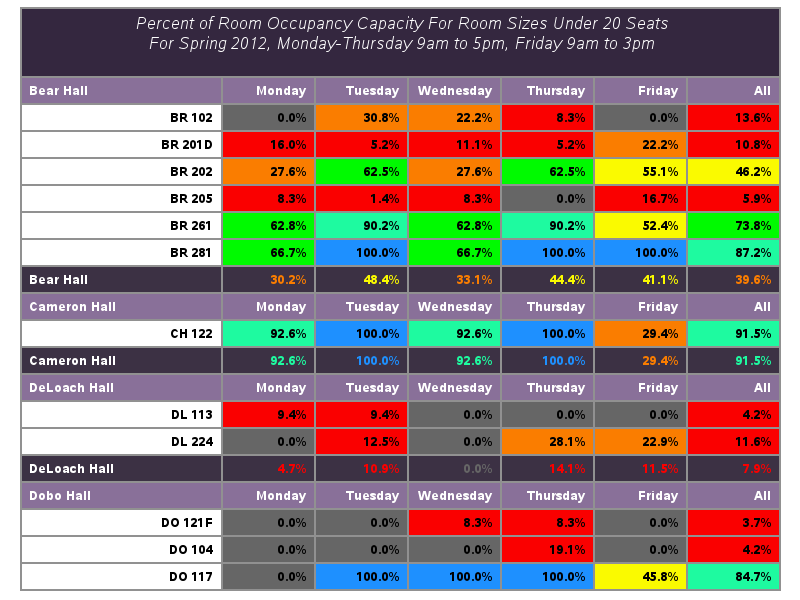 Percent of Room Occupancy Capacity For Room Sizes Under 20 Seats
For Spring 2012, Monday-Thursday 9am to 5pm, Friday 9am to 3pm
Bear Hall Monday Tuesday Wednesday Thursday Friday All
BR 102 0.0% 30.8% 22.2% 8.3% 0.0% 13.6%
BR 201D 16.0% 5.2% 11.1% 5.2% 22.2% 10.8%
BR 202 27.6% 62.5% 27.6% 62.5% 55.1% 46.2%
BR 205 8.3% 1.4% 8.3% 0.0% 16.7% 5.9%
BR 261 62.8% 90.2% 62.8% 90.2% 52.4% 73.8%
BR 281 66.7% 100.0% 66.7% 100.0% 100.0% 87.2%
Bear Hall 30.2% 48.4% 33.1% 44.4% 41.1% 39.6%
Cameron Hall Monday Tuesday Wednesday Thursday Friday All
CH 122 92.6% 100.0% 92.6% 100.0% 29.4% 91.5%
Cameron Hall 92.6% 100.0% 92.6% 100.0% 29.4% 91.5%
DeLoach Hall Monday Tuesday Wednesday Thursday Friday All
DL 113 9.4% 9.4% 0.0% 0.0% 0.0% 4.2%
DL 224 0.0% 12.5% 0.0% 28.1% 22.9% 11.6%
DeLoach Hall 4.7% 10.9% 0.0% 14.1% 11.5% 7.9%
Dobo Hall Monday Tuesday Wednesday Thursday Friday All
DO 121F 0.0% 0.0% 8.3% 8.3% 0.0% 3.7%
DO 104 0.0% 0.0% 0.0% 19.1% 0.0% 4.2%
DO 117 0.0% 100.0% 100.0% 100.0% 45.8% 84.7%